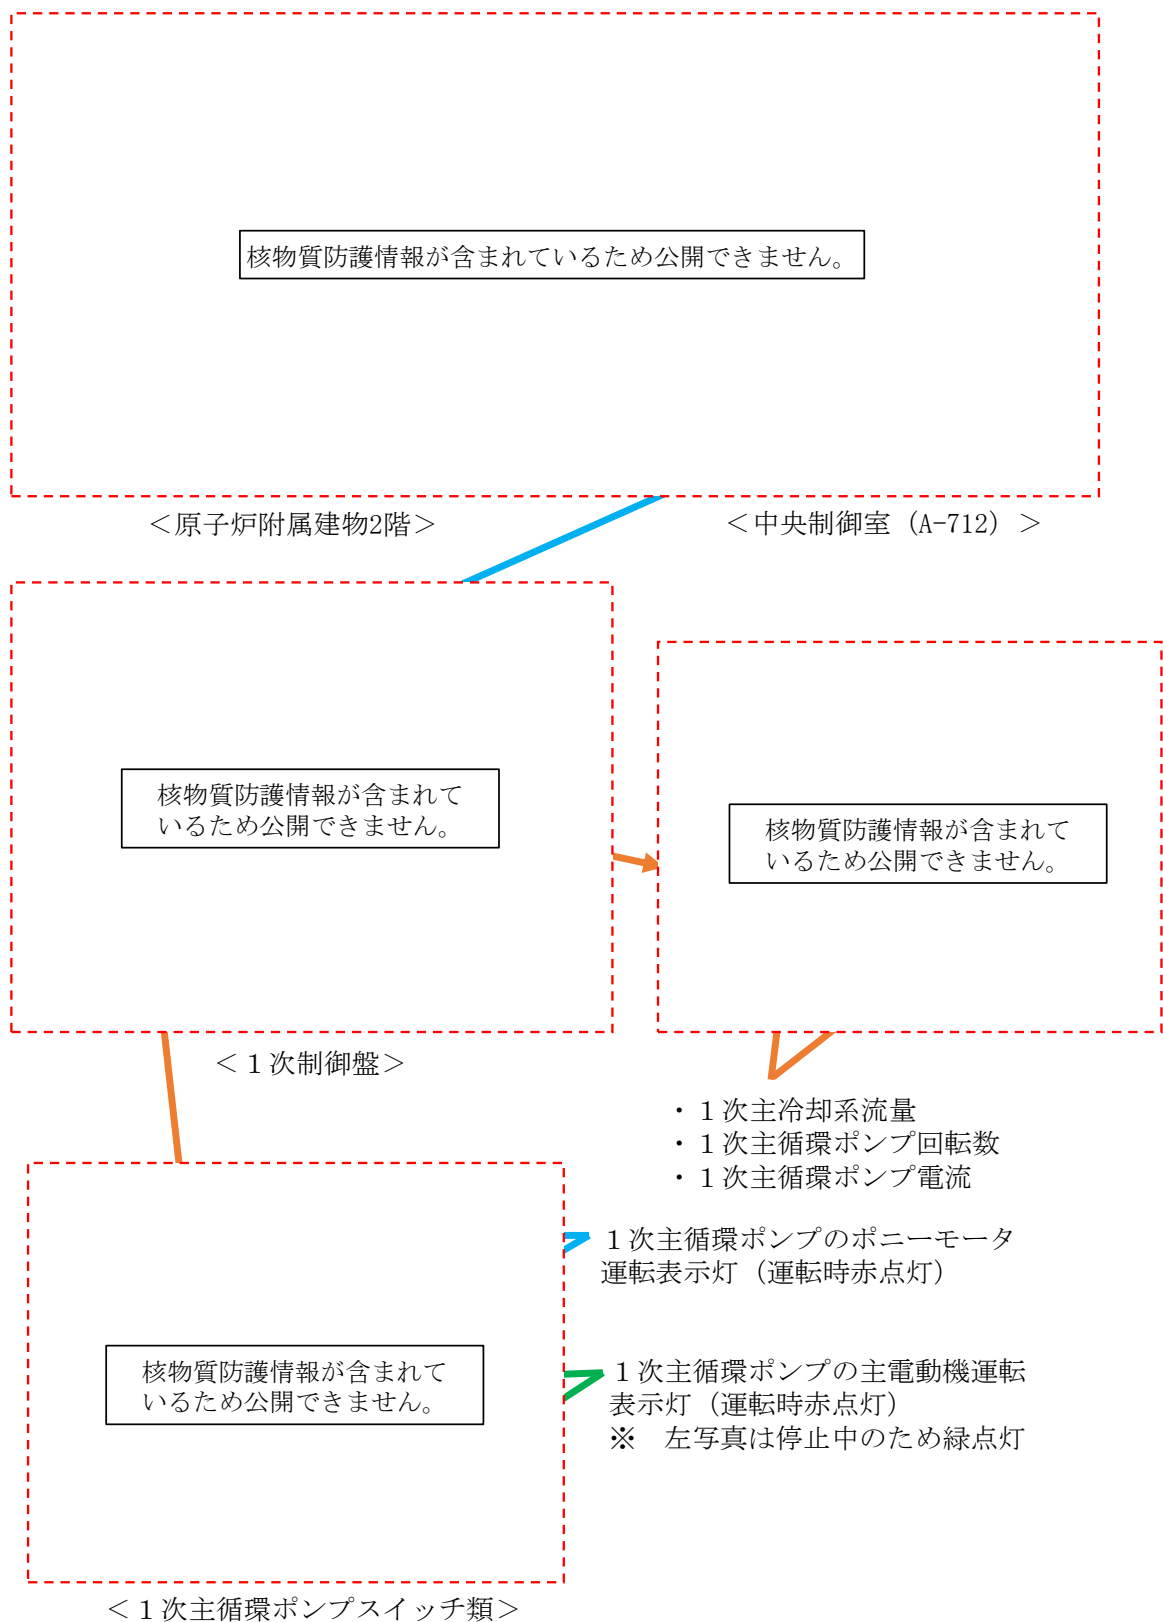 核物質防護情報が含まれているため公開できません。
＜原子炉附属建物2階＞
＜中央制御室（A-712）＞
核物質防護情報が含まれて
いるため公開できません。
核物質防護情報が含まれて
いるため公開できません。
＜１次制御盤＞
・１次主冷却系流量
・１次主循環ポンプ回転数
・１次主循環ポンプ電流
１次主循環ポンプのポニーモータ
運転表示灯（運転時赤点灯）
核物質防護情報が含まれて
いるため公開できません。
１次主循環ポンプの主電動機運転
表示灯（運転時赤点灯）
※　左写真は停止中のため緑点灯
＜１次主循環ポンプスイッチ類＞